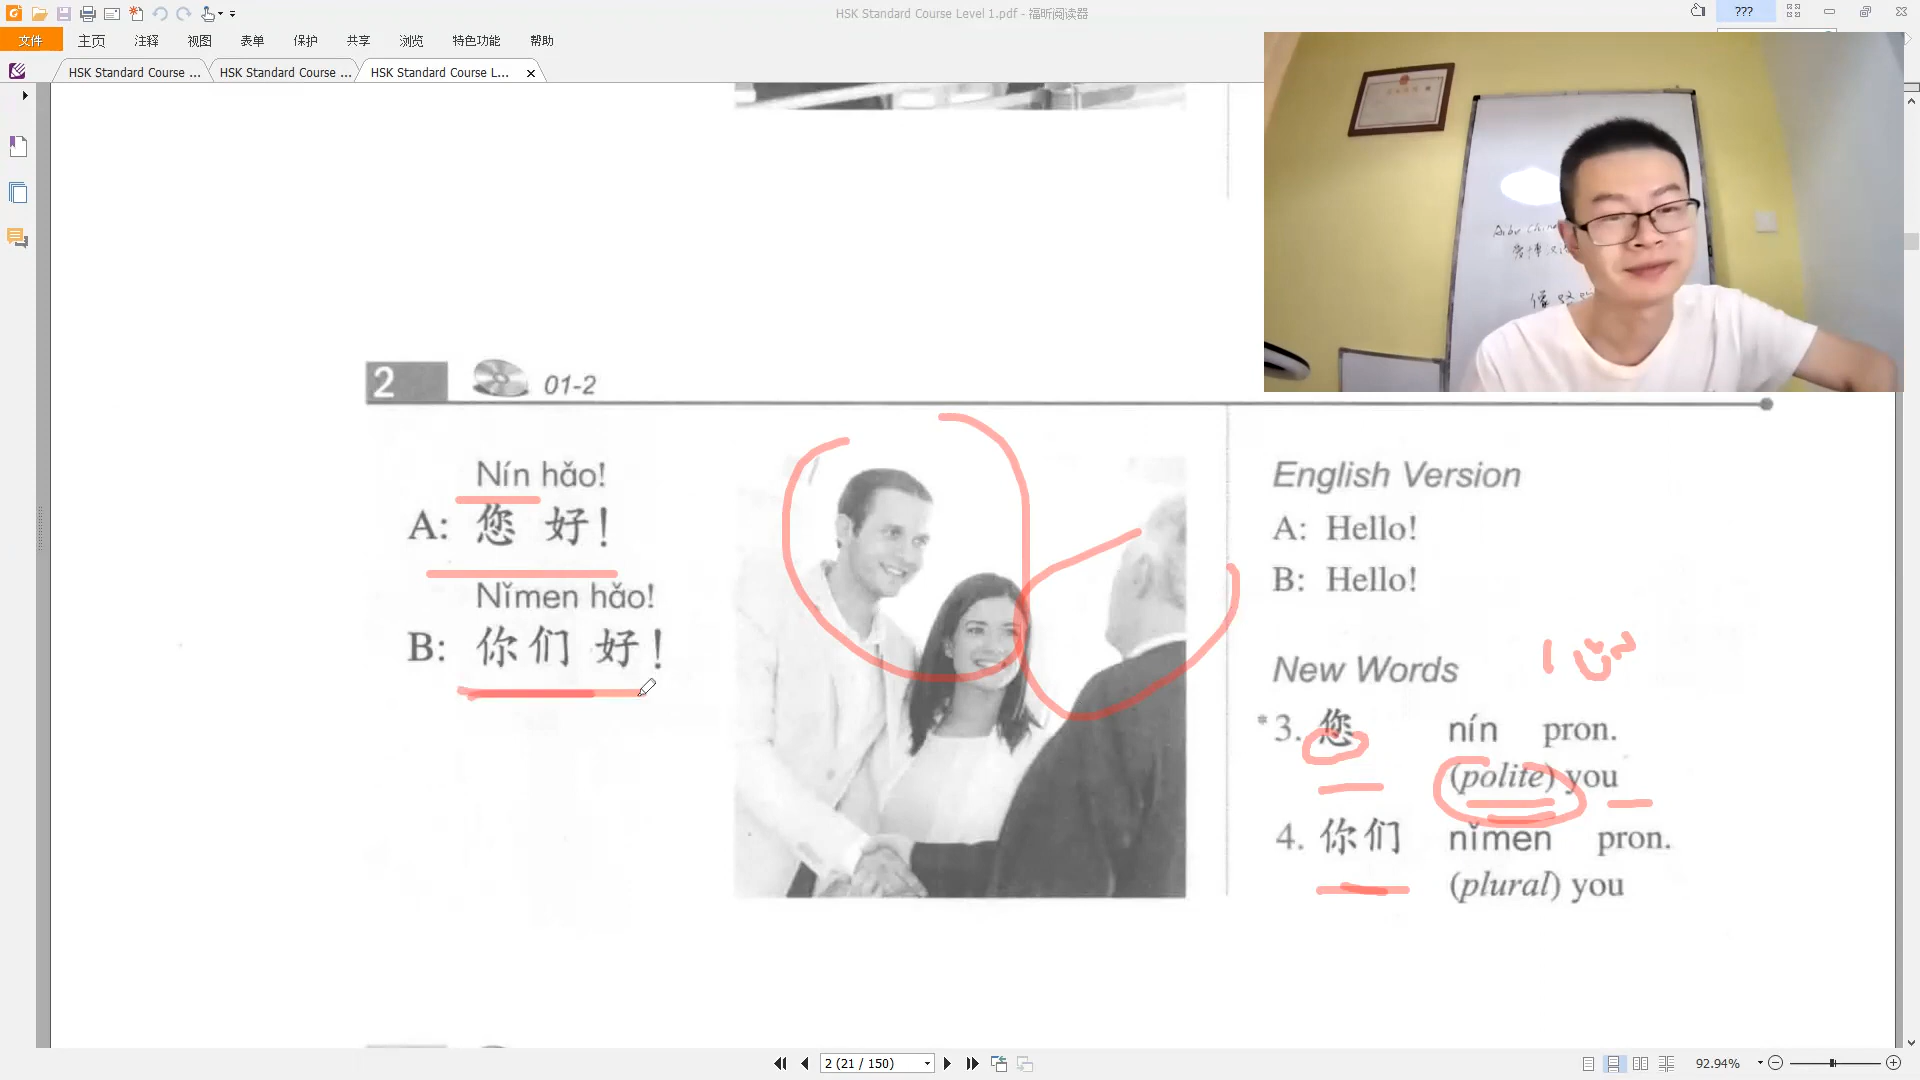 HSK Standard Course Level 1.pdf - 福昕阅读器
???
文件 主页 注释 视图 表单 保护 共享 浏览 特色功能 帮助
HSK Standard Course ...
HSK Standard Course ...
HSK Standard Course L...
2 01-2
Nín hǎo!
A: 您 好!
Nǐmen hǎo!
B: 你们 好!
English Version
A: Hello!
B: Hello!
New Words
*3. 您 nín pron.
(polite) you
4. 你们 nǐmen pron.
(plural) you
2 (21 / 150)
92.94%